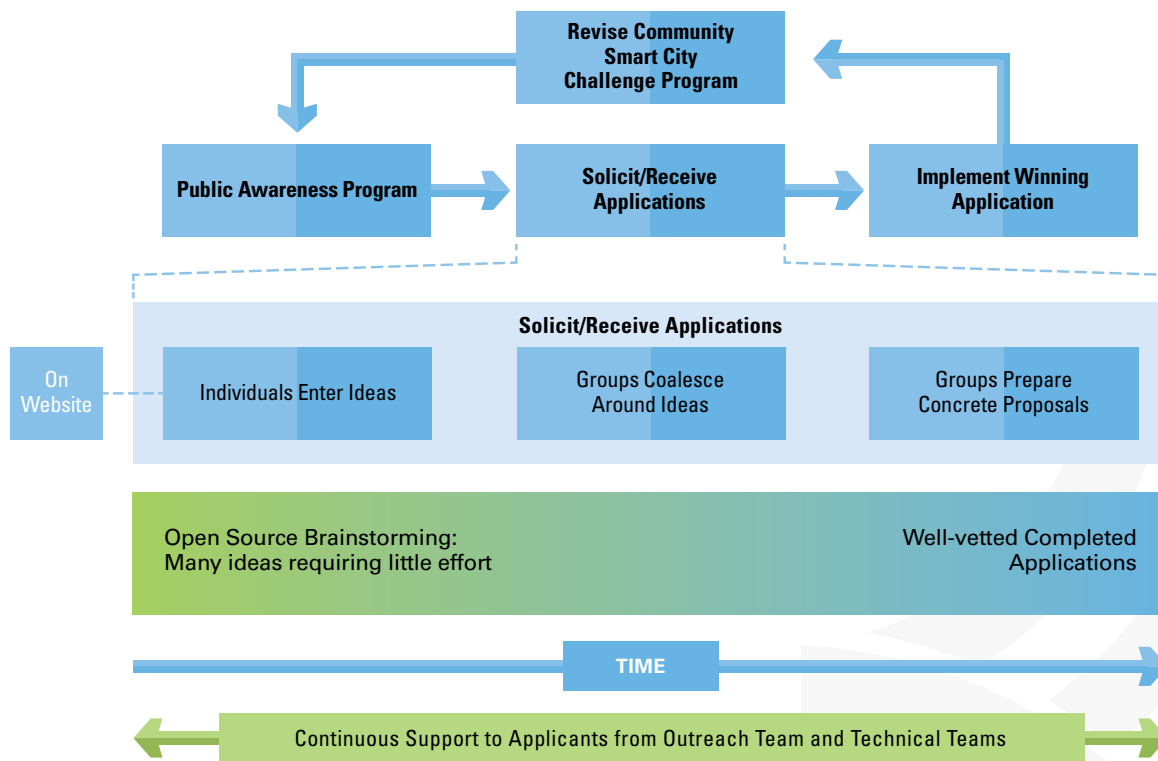 Revise Community
Smart City
Challenge Program
Public Awareness Program
Solicit/Receive
Applications
Implement Winning
Application
Solicit/Receive Applications
On
Website
Individuals Enter Ideas
Groups Coalesce
Around Ideas
Groups Prepare
Concrete Proposals
Open Source Brainstorming:
Many ideas requiring little effort
Well-vetted Completed
Applications
TIME
Continuous Support to Applicants from Outreach Team and Technical Teams